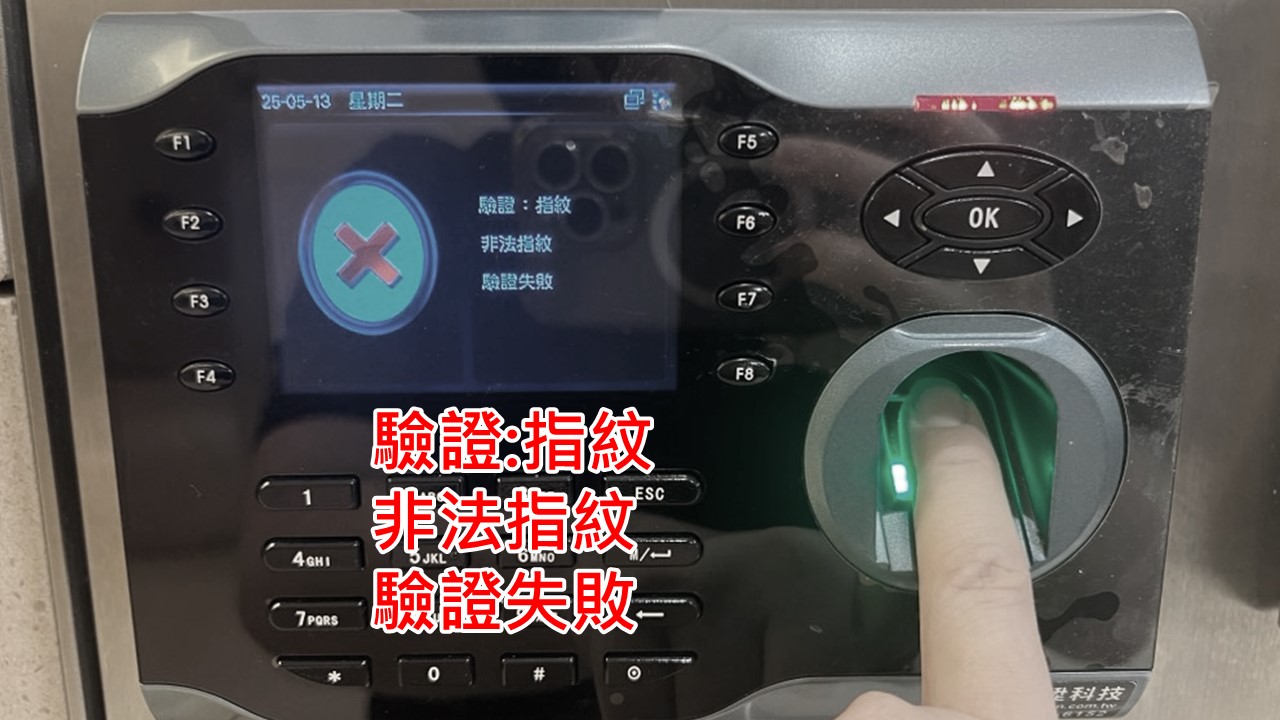 25-05-13 星期二
驗證：指紋
非法指紋
驗證失敗
F1
F2
F3
F4
F5
F6
F7
F8
OK
驗證:指紋
非法指紋
驗證失敗
1
ESC
4GHI
5JKL
6MNO
M/
7PQRS
*
0
#
科技